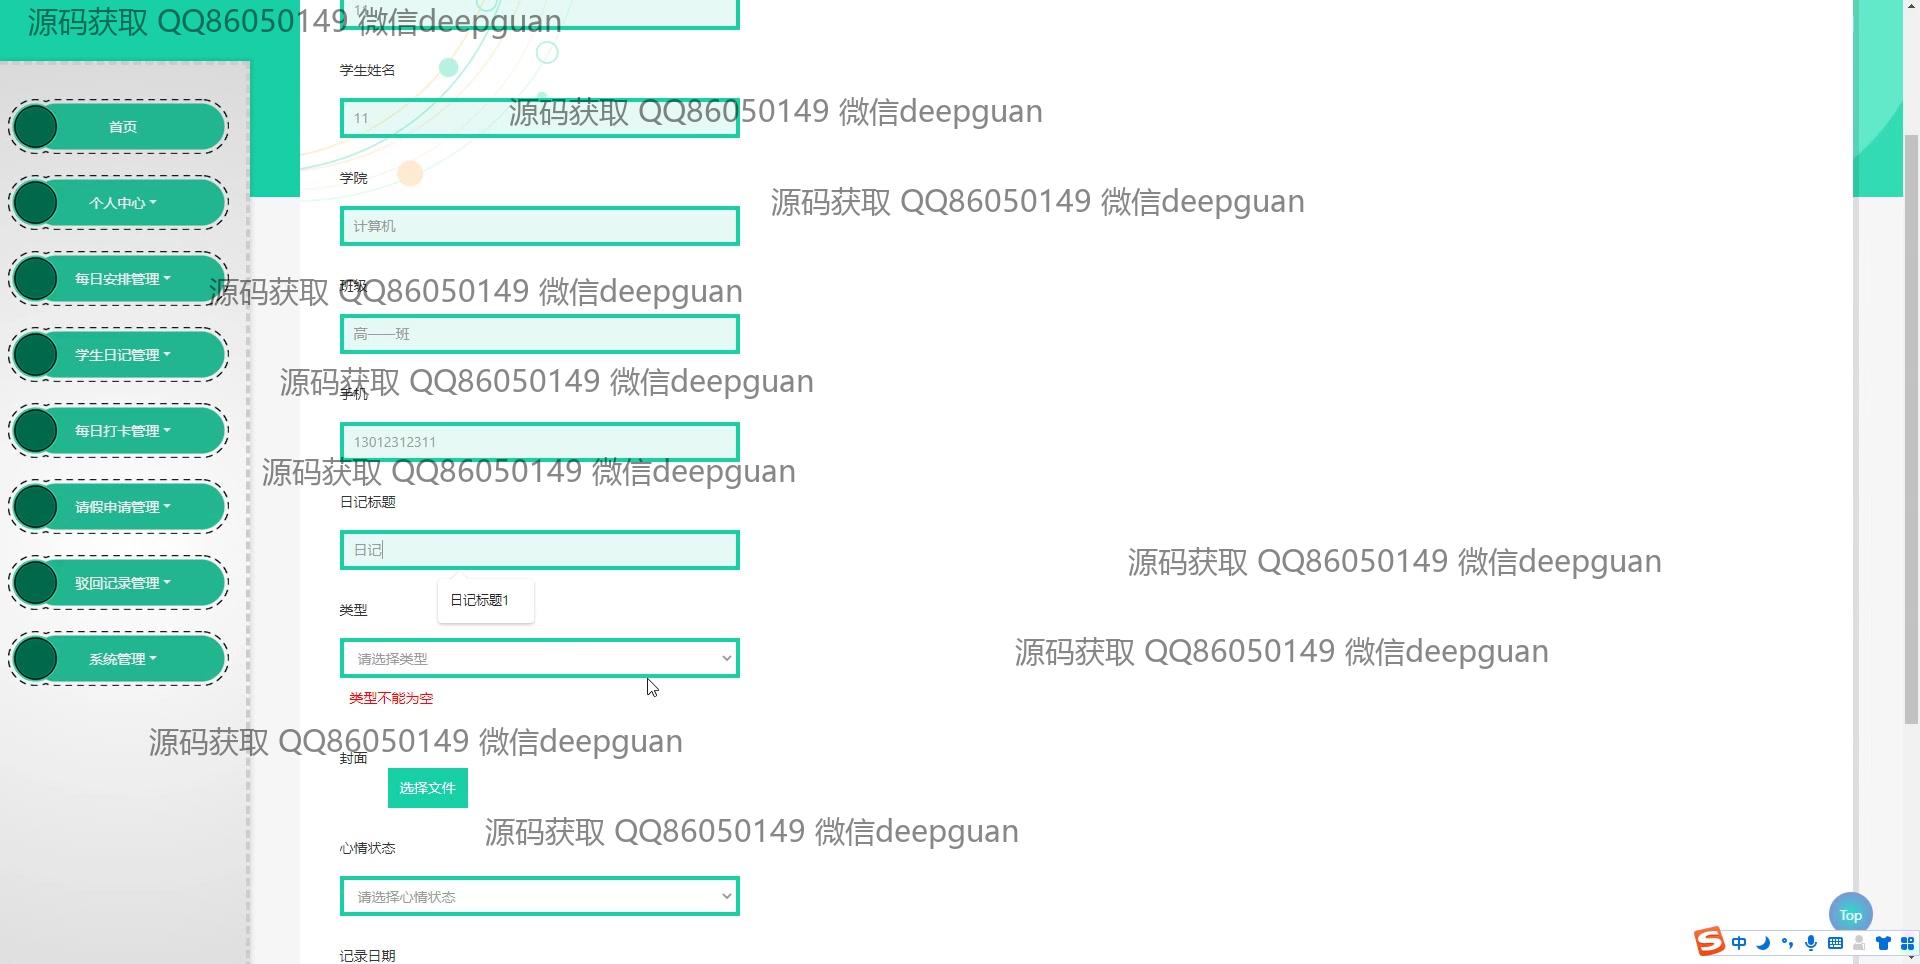 源码获取 QQ86050149 微信deepguan
学生姓名
源码获取 QQ86050149 微信deepguan
11
首页
学院
源码获取 QQ86050149 微信deepguan
个人中心
计算机
每日安排管理
班级
源码获取 QQ86050149 微信deepguan
高一一班
学生日记管理
源码获取 QQ86050149 微信deepguan
手机
每日打卡管理
13012312311
源码获取 QQ86050149 微信deepguan
日记标题
请假申请管理
日记
源码获取 QQ86050149 微信deepguan
驳回记录管理
日记标题1
类型
源码获取 QQ86050149 微信deepguan
系统管理
请选择类型
类型不能为空
源码获取 QQ86050149 微信deepguan
封面
选择文件
源码获取 QQ86050149 微信deepguan
心情状态
请选择心情状态
Top
中
记录日期